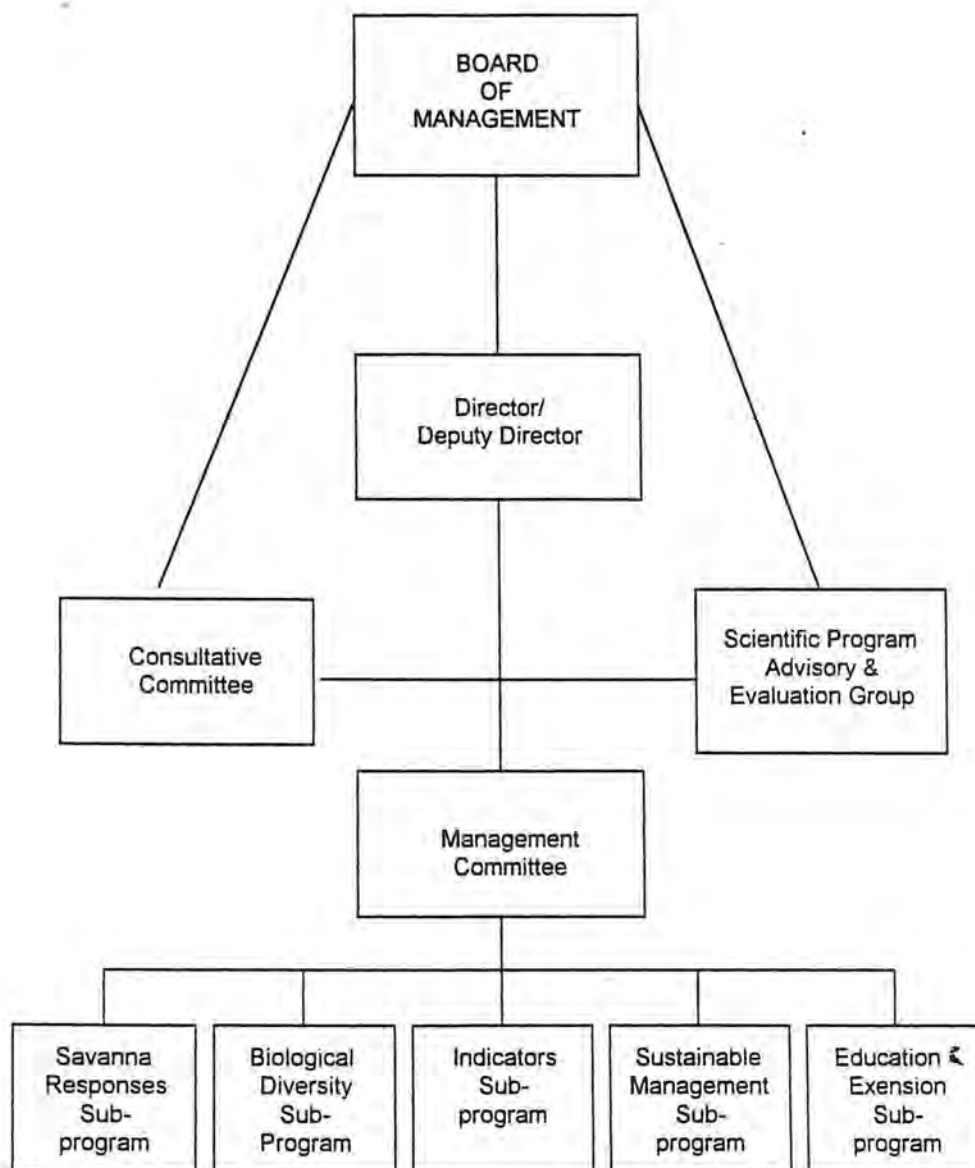 BOARD
OF
MANAGEMENT
Director/
Deputy Director
Consultative
Committee
Scientific Program
Advisory &
Evaluation Group
Management
Committee
Savanna
Responses
Sub-
program
Biological
Diversity
Sub-
Program
Indicators
Sub-
program
Sustainable
Management
Sub-
program
Education &
Exension
Sub-
program